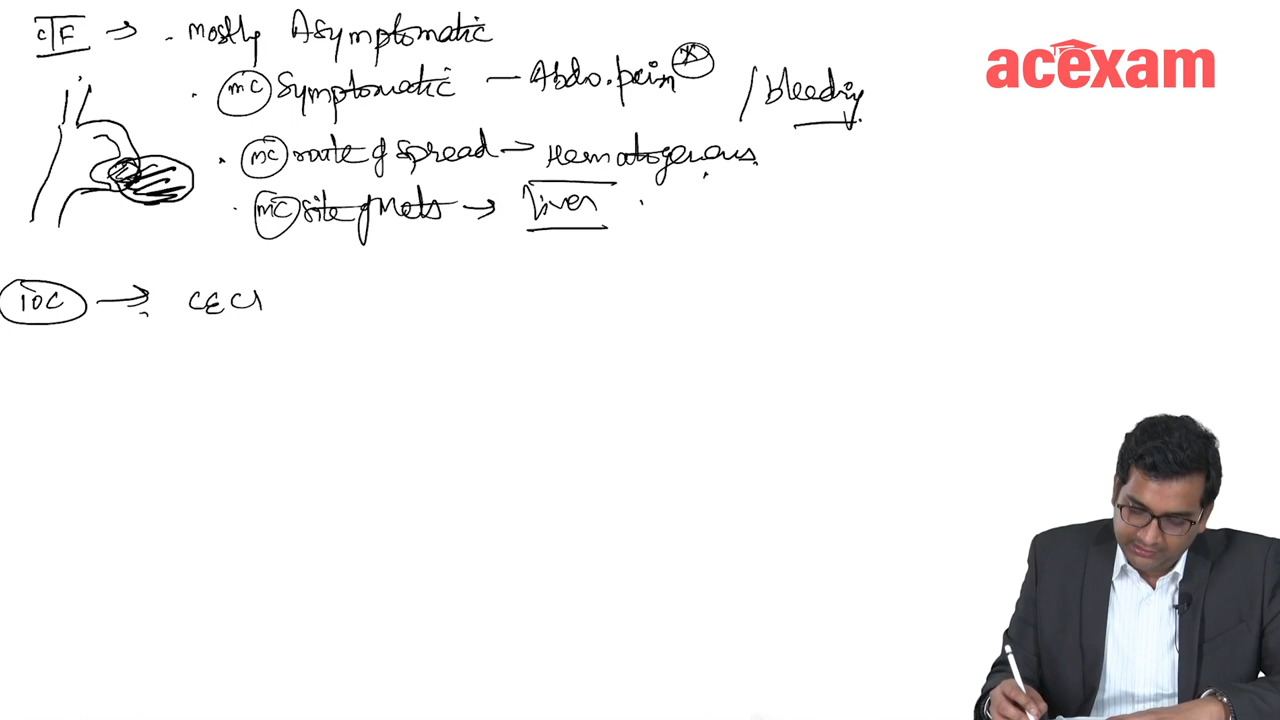 C/F → . mostly Asymptomatic
acexam
. mc Symptomatic — Abdo. pain * / bleeding
. mc route of spread → Hematogenous.
. mc site of Mets → Liver .
IOC → CECT